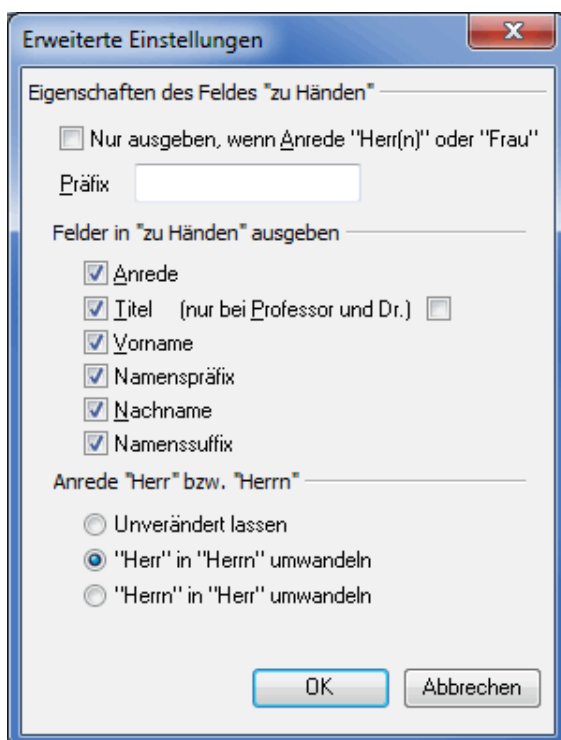 Erweiterte Einstellungen
Eigenschaften des Feldes "zu Händen"
Nur ausgeben, wenn Anrede "Herr(n)" oder "Frau"
Präfix
Felder in "zu Händen" ausgeben
Anrede
Titel (nur bei Professor und Dr.)
Vorname
Namenspräfix
Nachname
Namenssuffix
Anrede "Herr" bzw. "Herrn"
Unverändert lassen
"Herr" in "Herrn" umwandeln
"Herrn" in "Herr" umwandeln
OK Abbrechen